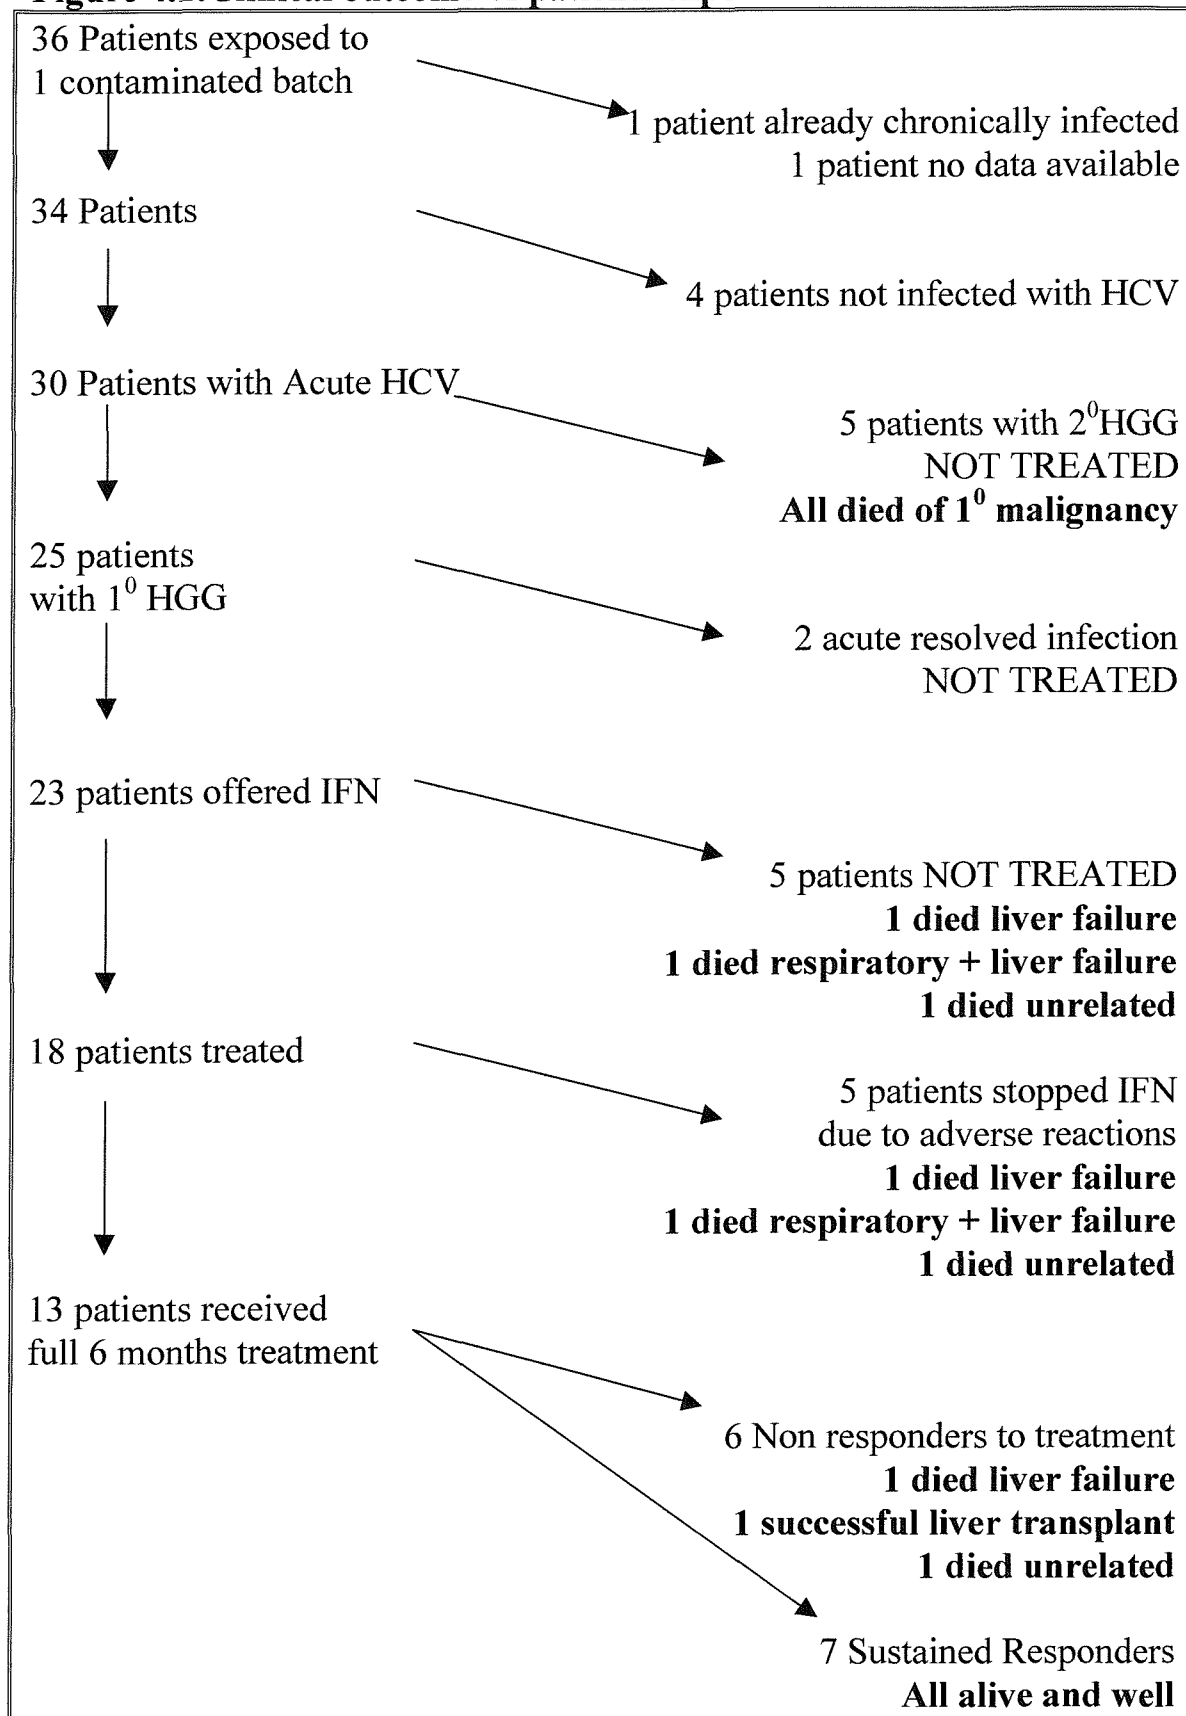 36 Patients exposed to
1 contaminated batch
1 patient already chronically infected
1 patient no data available
34 Patients
4 patients not infected with HCV
30 Patients with Acute HCV
5 patients with 2⁰HGG
NOT TREATED
All died of 1⁰ malignancy
25 patients
with 1⁰ HGG
2 acute resolved infection
NOT TREATED
23 patients offered IFN
5 patients NOT TREATED
1 died liver failure
1 died respiratory + liver failure
1 died unrelated
18 patients treated
5 patients stopped IFN
due to adverse reactions
1 died liver failure
1 died respiratory + liver failure
1 died unrelated
13 patients received
full 6 months treatment
6 Non responders to treatment
1 died liver failure
1 successful liver transplant
1 died unrelated
7 Sustained Responders
All alive and well